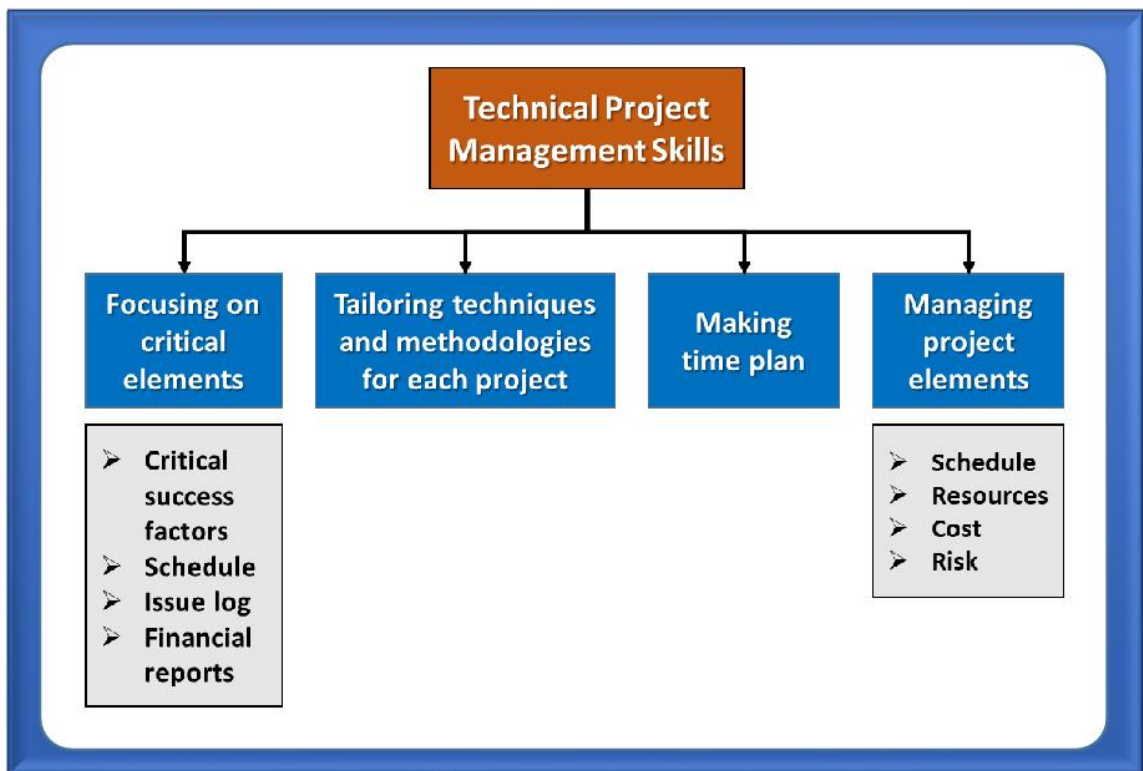 Technical Project
Management Skills
Focusing on
critical
elements
Tailoring techniques
and methodologies
for each project
Making
time plan
Managing
project
elements
➢ Critical
success
factors
➢ Schedule
➢ Issue log
➢ Financial
reports
➢ Schedule
➢ Resources
➢ Cost
➢ Risk